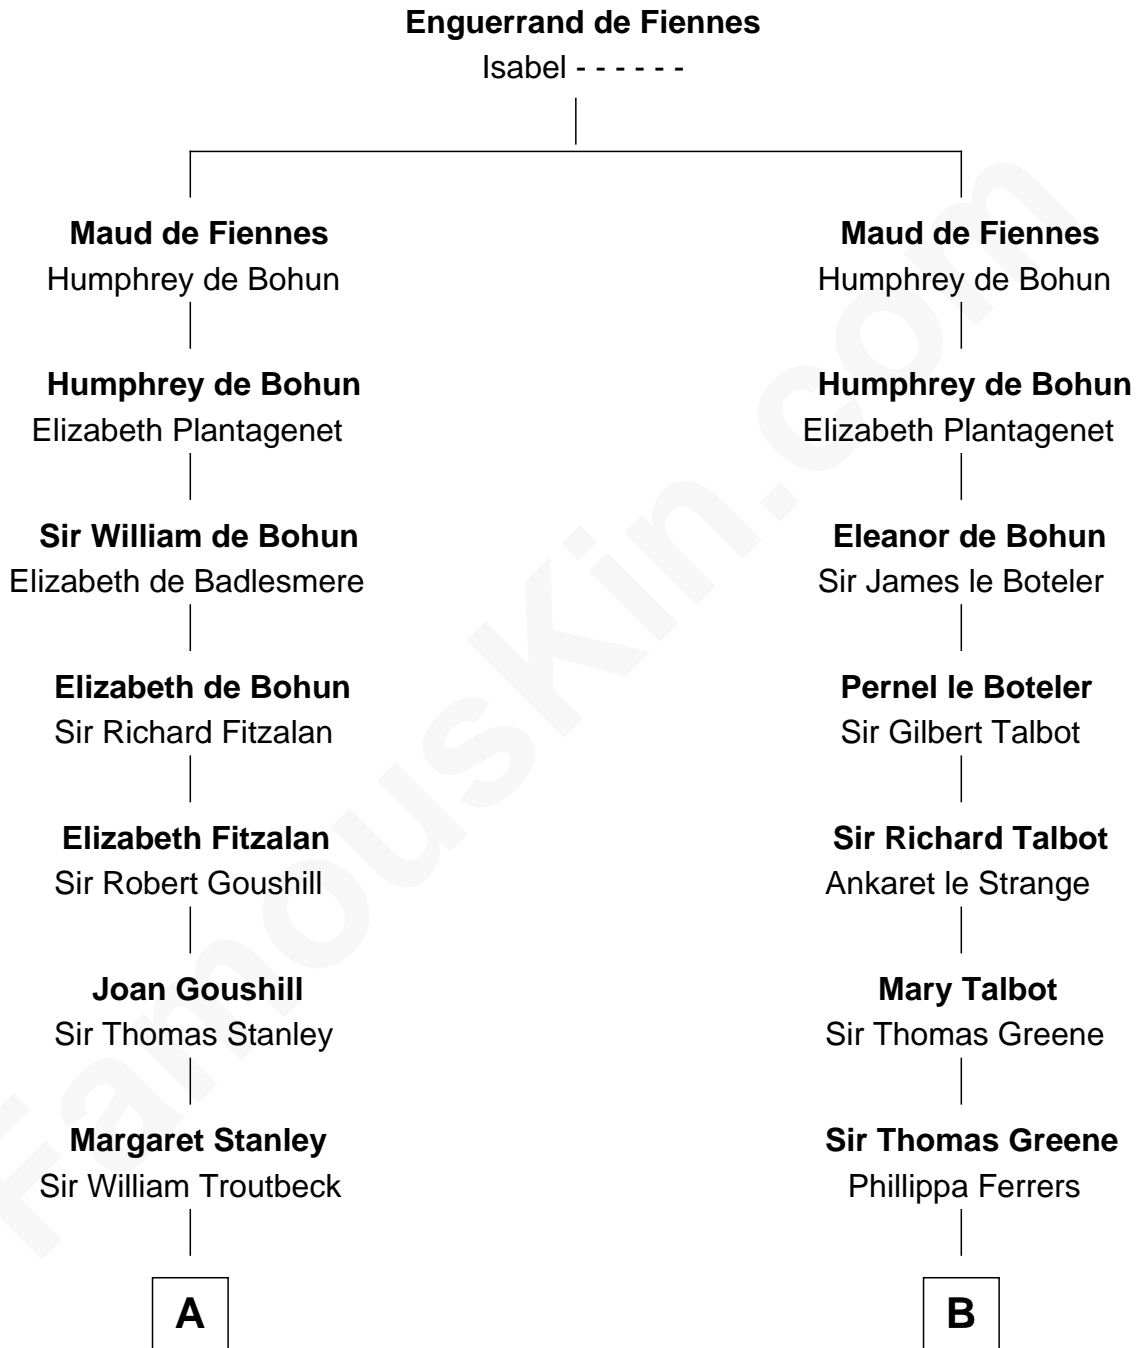 Enguerrand de Fiennes
Isabel - - - - - -
Maud de Fiennes
Humphrey de Bohun
Humphrey de Bohun
Elizabeth Plantagenet
Sir William de Bohun
Elizabeth de Badlesmere
Elizabeth de Bohun
Sir Richard Fitzalan
Elizabeth Fitzalan
Sir Robert Goushill
Joan Goushill
Sir Thomas Stanley
Margaret Stanley
Sir William Troutbeck
A
Maud de Fiennes
Humphrey de Bohun
Humphrey de Bohun
Elizabeth Plantagenet
Eleanor de Bohun
Sir James le Boteler
Pernel le Boteler
Sir Gilbert Talbot
Sir Richard Talbot
Ankaret le Strange
Mary Talbot
Sir Thomas Greene
Sir Thomas Greene
Phillippa Ferrers
B
FamousKin.com